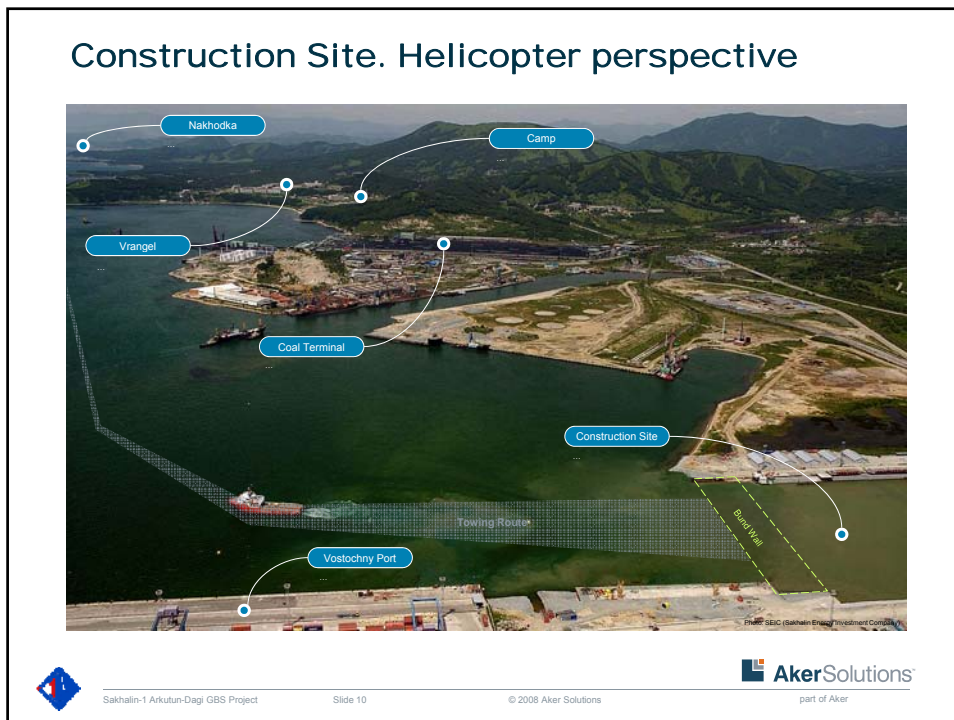 Construction Site. Helicopter perspective
Nakhodka
...
Camp
...
Vrangel
...
Coal Terminal
...
Construction Site
...
Bund Wall
Towing Route
Vostochny Port
...
Photo: SEIC (Sakhalin Energy Investment Company)
Sakhalin-1 Arkutun-Dagi GBS Project
Slide 10
© 2008 Aker Solutions
AkerSolutions™
part of Aker